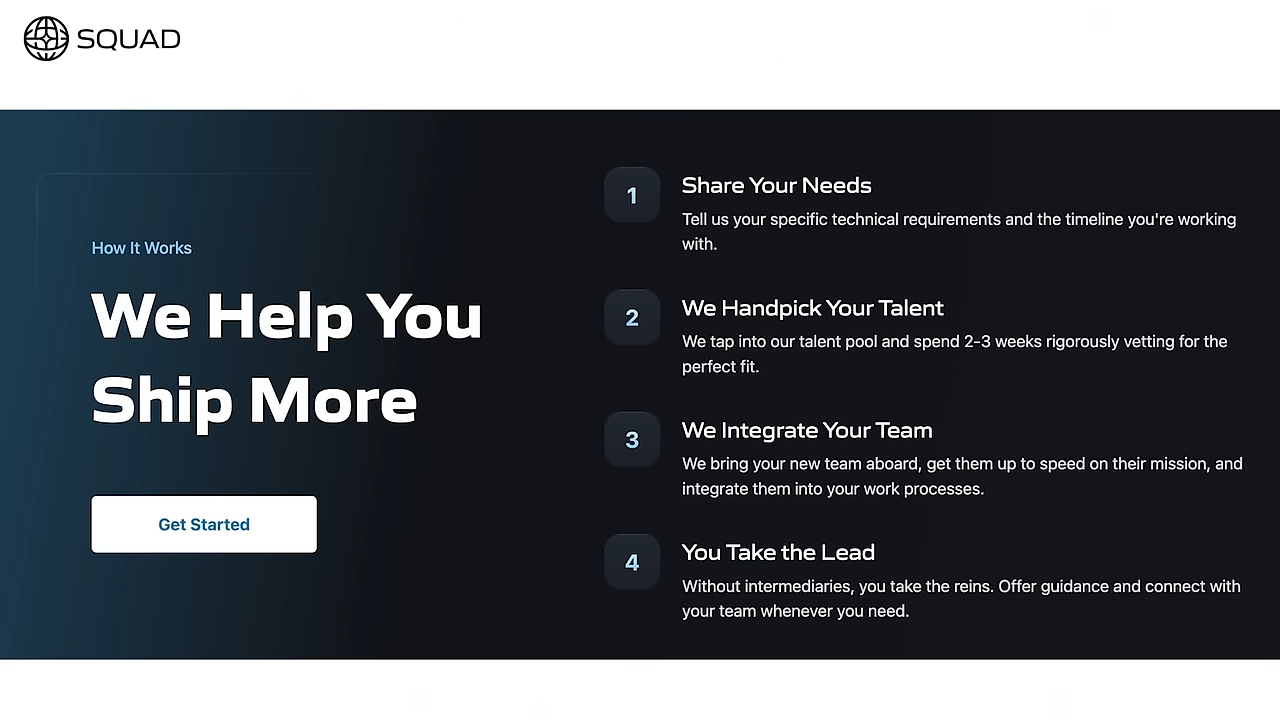 SQUAD
How It Works
We Help You
Ship More
Get Started
1
Share Your Needs
Tell us your specific technical requirements and the timeline you're working
with.
2
We Handpick Your Talent
We tap into our talent pool and spend 2-3 weeks rigorously vetting for the
perfect fit.
3
We Integrate Your Team
We bring your new team aboard, get them up to speed on their mission, and
integrate them into your work processes.
4
You Take the Lead
Without intermediaries, you take the reins. Offer guidance and connect with
your team whenever you need.